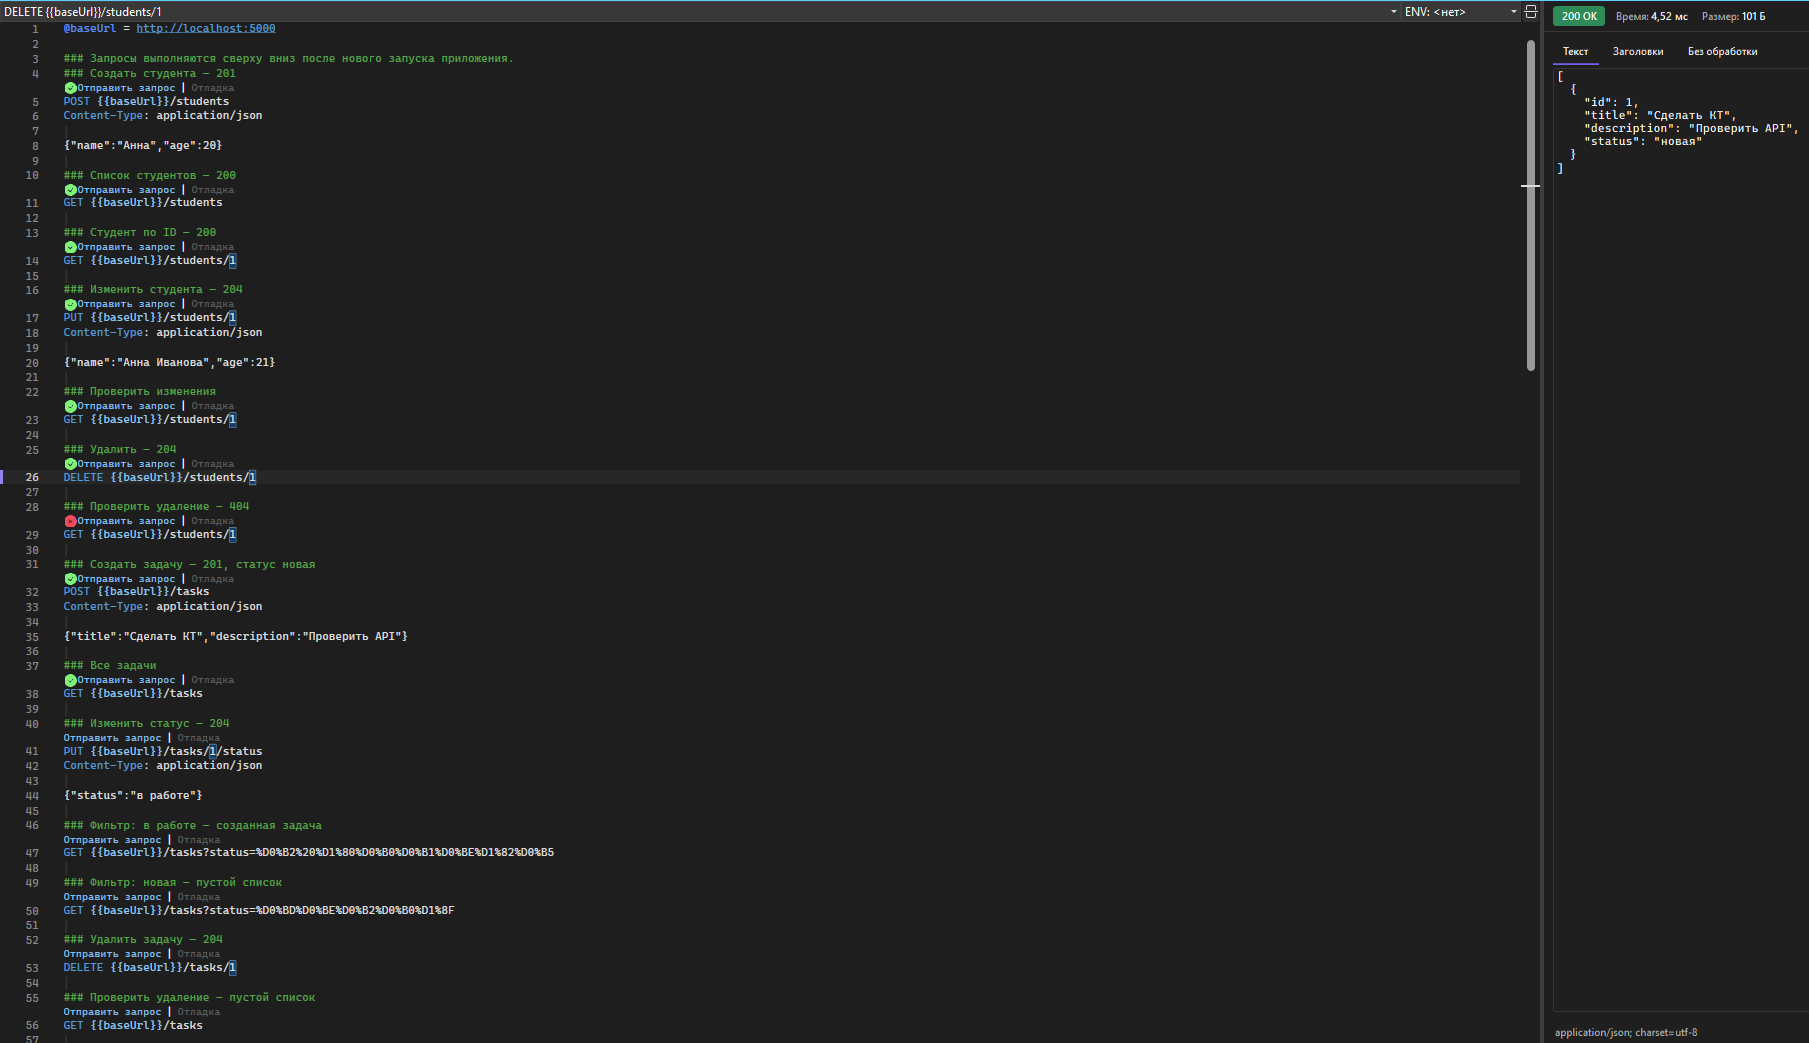 DELETE {{baseUrl}}/students/1
ENV: <нет>
1 @baseUrl = http://localhost:5000
2
3 ### Запросы выполняются сверху вниз после нового запуска приложения.
4 ### Создать студента — 201
Отправить запрос | Отладка
5 POST {{baseUrl}}/students
6 Content-Type: application/json
7
8 {"name":"Анна","age":20}
9
10 ### Список студентов — 200
Отправить запрос | Отладка
11 GET {{baseUrl}}/students
12
13 ### Студент по ID — 200
Отправить запрос | Отладка
14 GET {{baseUrl}}/students/1
15
16 ### Изменить студента — 204
Отправить запрос | Отладка
17 PUT {{baseUrl}}/students/1
18 Content-Type: application/json
19
20 {"name":"Анна Иванова","age":21}
21
22 ### Проверить изменения
Отправить запрос | Отладка
23 GET {{baseUrl}}/students/1
24
25 ### Удалить — 204
Отправить запрос | Отладка
26 DELETE {{baseUrl}}/students/1
27
28 ### Проверить удаление — 404
Отправить запрос | Отладка
29 GET {{baseUrl}}/students/1
30
31 ### Создать задачу — 201, статус новая
Отправить запрос | Отладка
32 POST {{baseUrl}}/tasks
33 Content-Type: application/json
34
35 {"title":"Сделать КТ","description":"Проверить API"}
36
37 ### Все задачи
Отправить запрос | Отладка
38 GET {{baseUrl}}/tasks
39
40 ### Изменить статус — 204
Отправить запрос | Отладка
41 PUT {{baseUrl}}/tasks/1/status
42 Content-Type: application/json
43
44 {"status":"в работе"}
45
46 ### Фильтр: в работе — созданная задача
Отправить запрос | Отладка
47 GET {{baseUrl}}/tasks?status=%D0%B2%20%D1%80%D0%B0%D0%B1%D0%BE%D1%82%D0%B5
48
49 ### Фильтр: новая — пустой список
Отправить запрос | Отладка
50 GET {{baseUrl}}/tasks?status=%D0%BD%D0%BE%D0%B2%D0%B0%D1%8F
51
52 ### Удалить задачу — 204
Отправить запрос | Отладка
53 DELETE {{baseUrl}}/tasks/1
54
55 ### Проверить удаление — пустой список
Отправить запрос | Отладка
56 GET {{baseUrl}}/tasks
57
200 OK Время: 4,52 мс Размер: 101 Б
Текст Заголовки Без обработки
[
{
"id": 1,
"title": "Сделать КТ",
"description": "Проверить API",
"status": "новая"
}
]
application/json; charset=utf-8